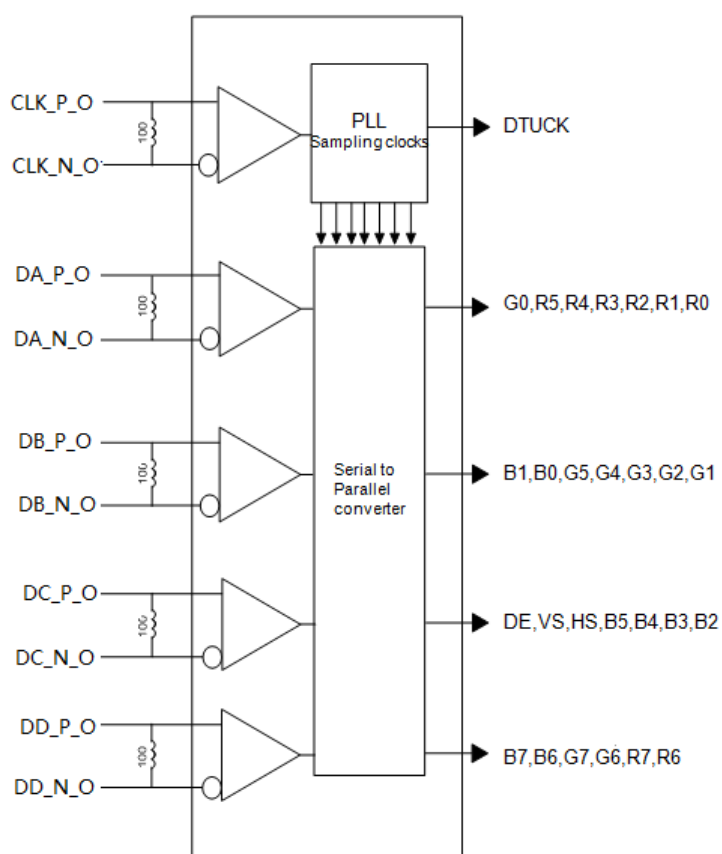 CLK_P_O
100
CLK_N_O
PLL
Sampling clocks
DTUCK
DA_P_O
100
DA_N_O
G0,R5,R4,R3,R2,R1,R0
DB_P_O
100
DB_N_O
Serial to
Parallel
converter
B1,B0,G5,G4,G3,G2,G1
DC_P_O
100
DC_N_O
DE,VS,HS,B5,B4,B3,B2
DD_P_O
100
DD_N_O
B7,B6,G7,G6,R7,R6